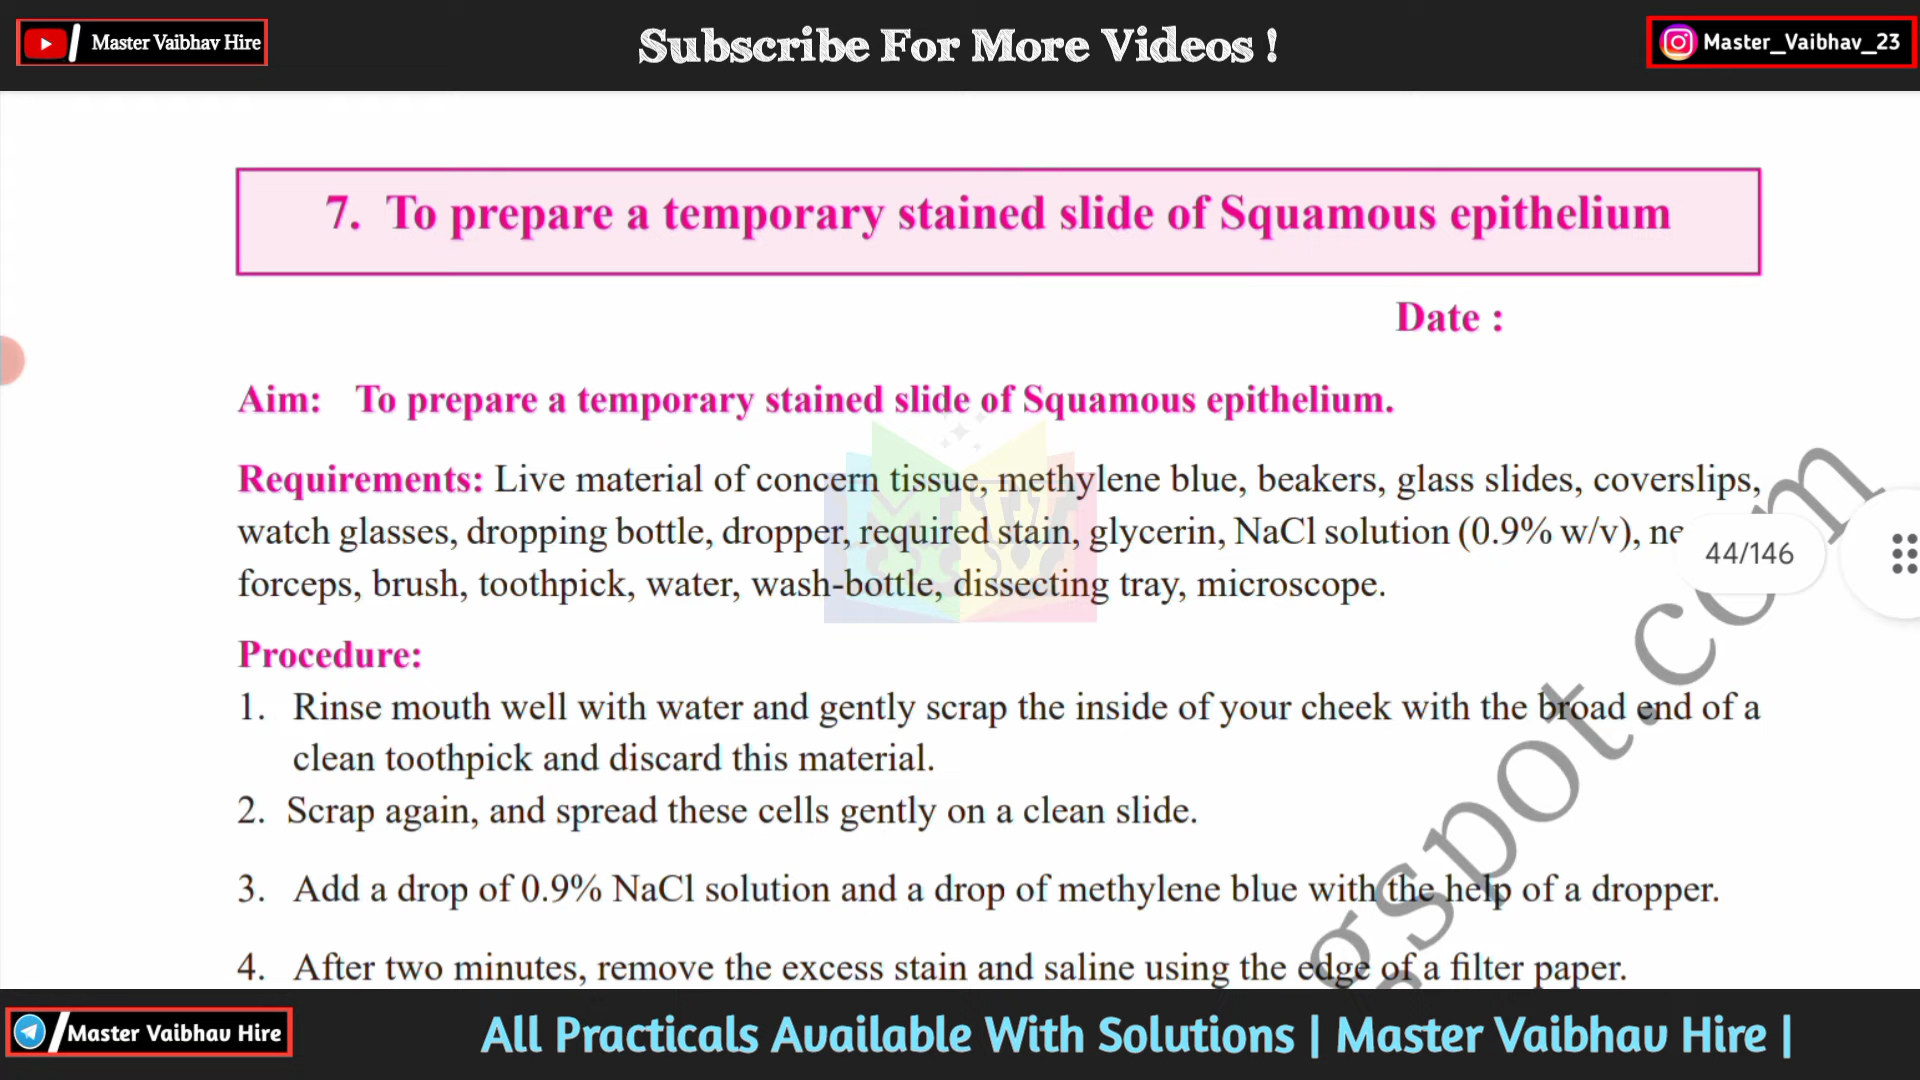 Master Vaibhav Hire
Subscribe For More Videos !
Master_Vaibhav_23
7. To prepare a temporary stained slide of Squamous epithelium
Date :
Aim: To prepare a temporary stained slide of Squamous epithelium.
Requirements: Live material of concern tissue, methylene blue, beakers, glass slides, coverslips,
watch glasses, dropping bottle, dropper, required stain, glycerin, NaCl solution (0.9% w/v),
44/146
forceps, brush, toothpick, water, wash-bottle, dissecting tray, microscope.
Procedure:
1. Rinse mouth well with water and gently scrap the inside of your cheek with the broad end of a
clean toothpick and discard this material.
2. Scrap again, and spread these cells gently on a clean slide.
3. Add a drop of 0.9% NaCl solution and a drop of methylene blue with the help of a dropper.
4. After two minutes, remove the excess stain and saline using the edge of a filter paper.
gspot.com
Master Vaibhav Hire
All Practicals Available With Solutions | Master Vaibhav Hire |